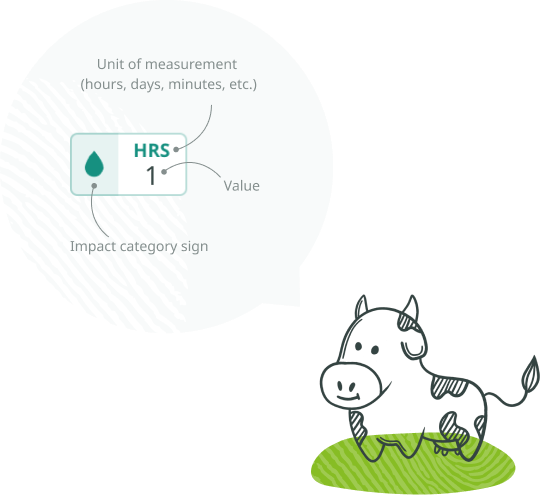 Unit of measurement
(hours, days, minutes, etc.)
HRS
1
Value
Impact category sign